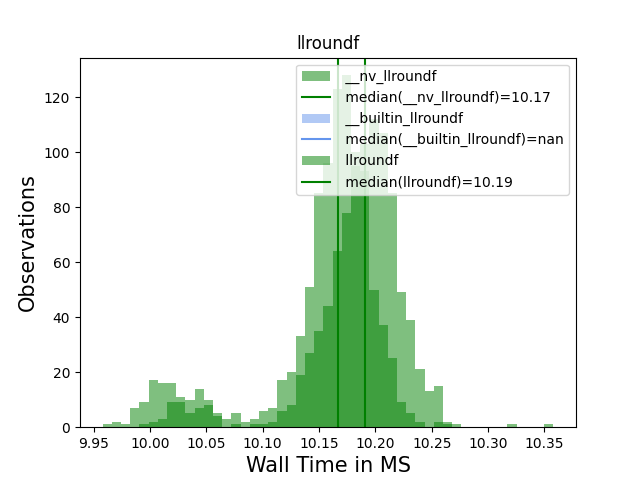 llroundf
__nv_llroundf
median(__nv_llroundf)=10.17
__builtin_llroundf
median(__builtin_llroundf)=nan
llroundf
median(llroundf)=10.19
Observations
120
100
80
60
40
20
0
9.95 10.00 10.05 10.10 10.15 10.20 10.25 10.30 10.35
Wall Time in MS